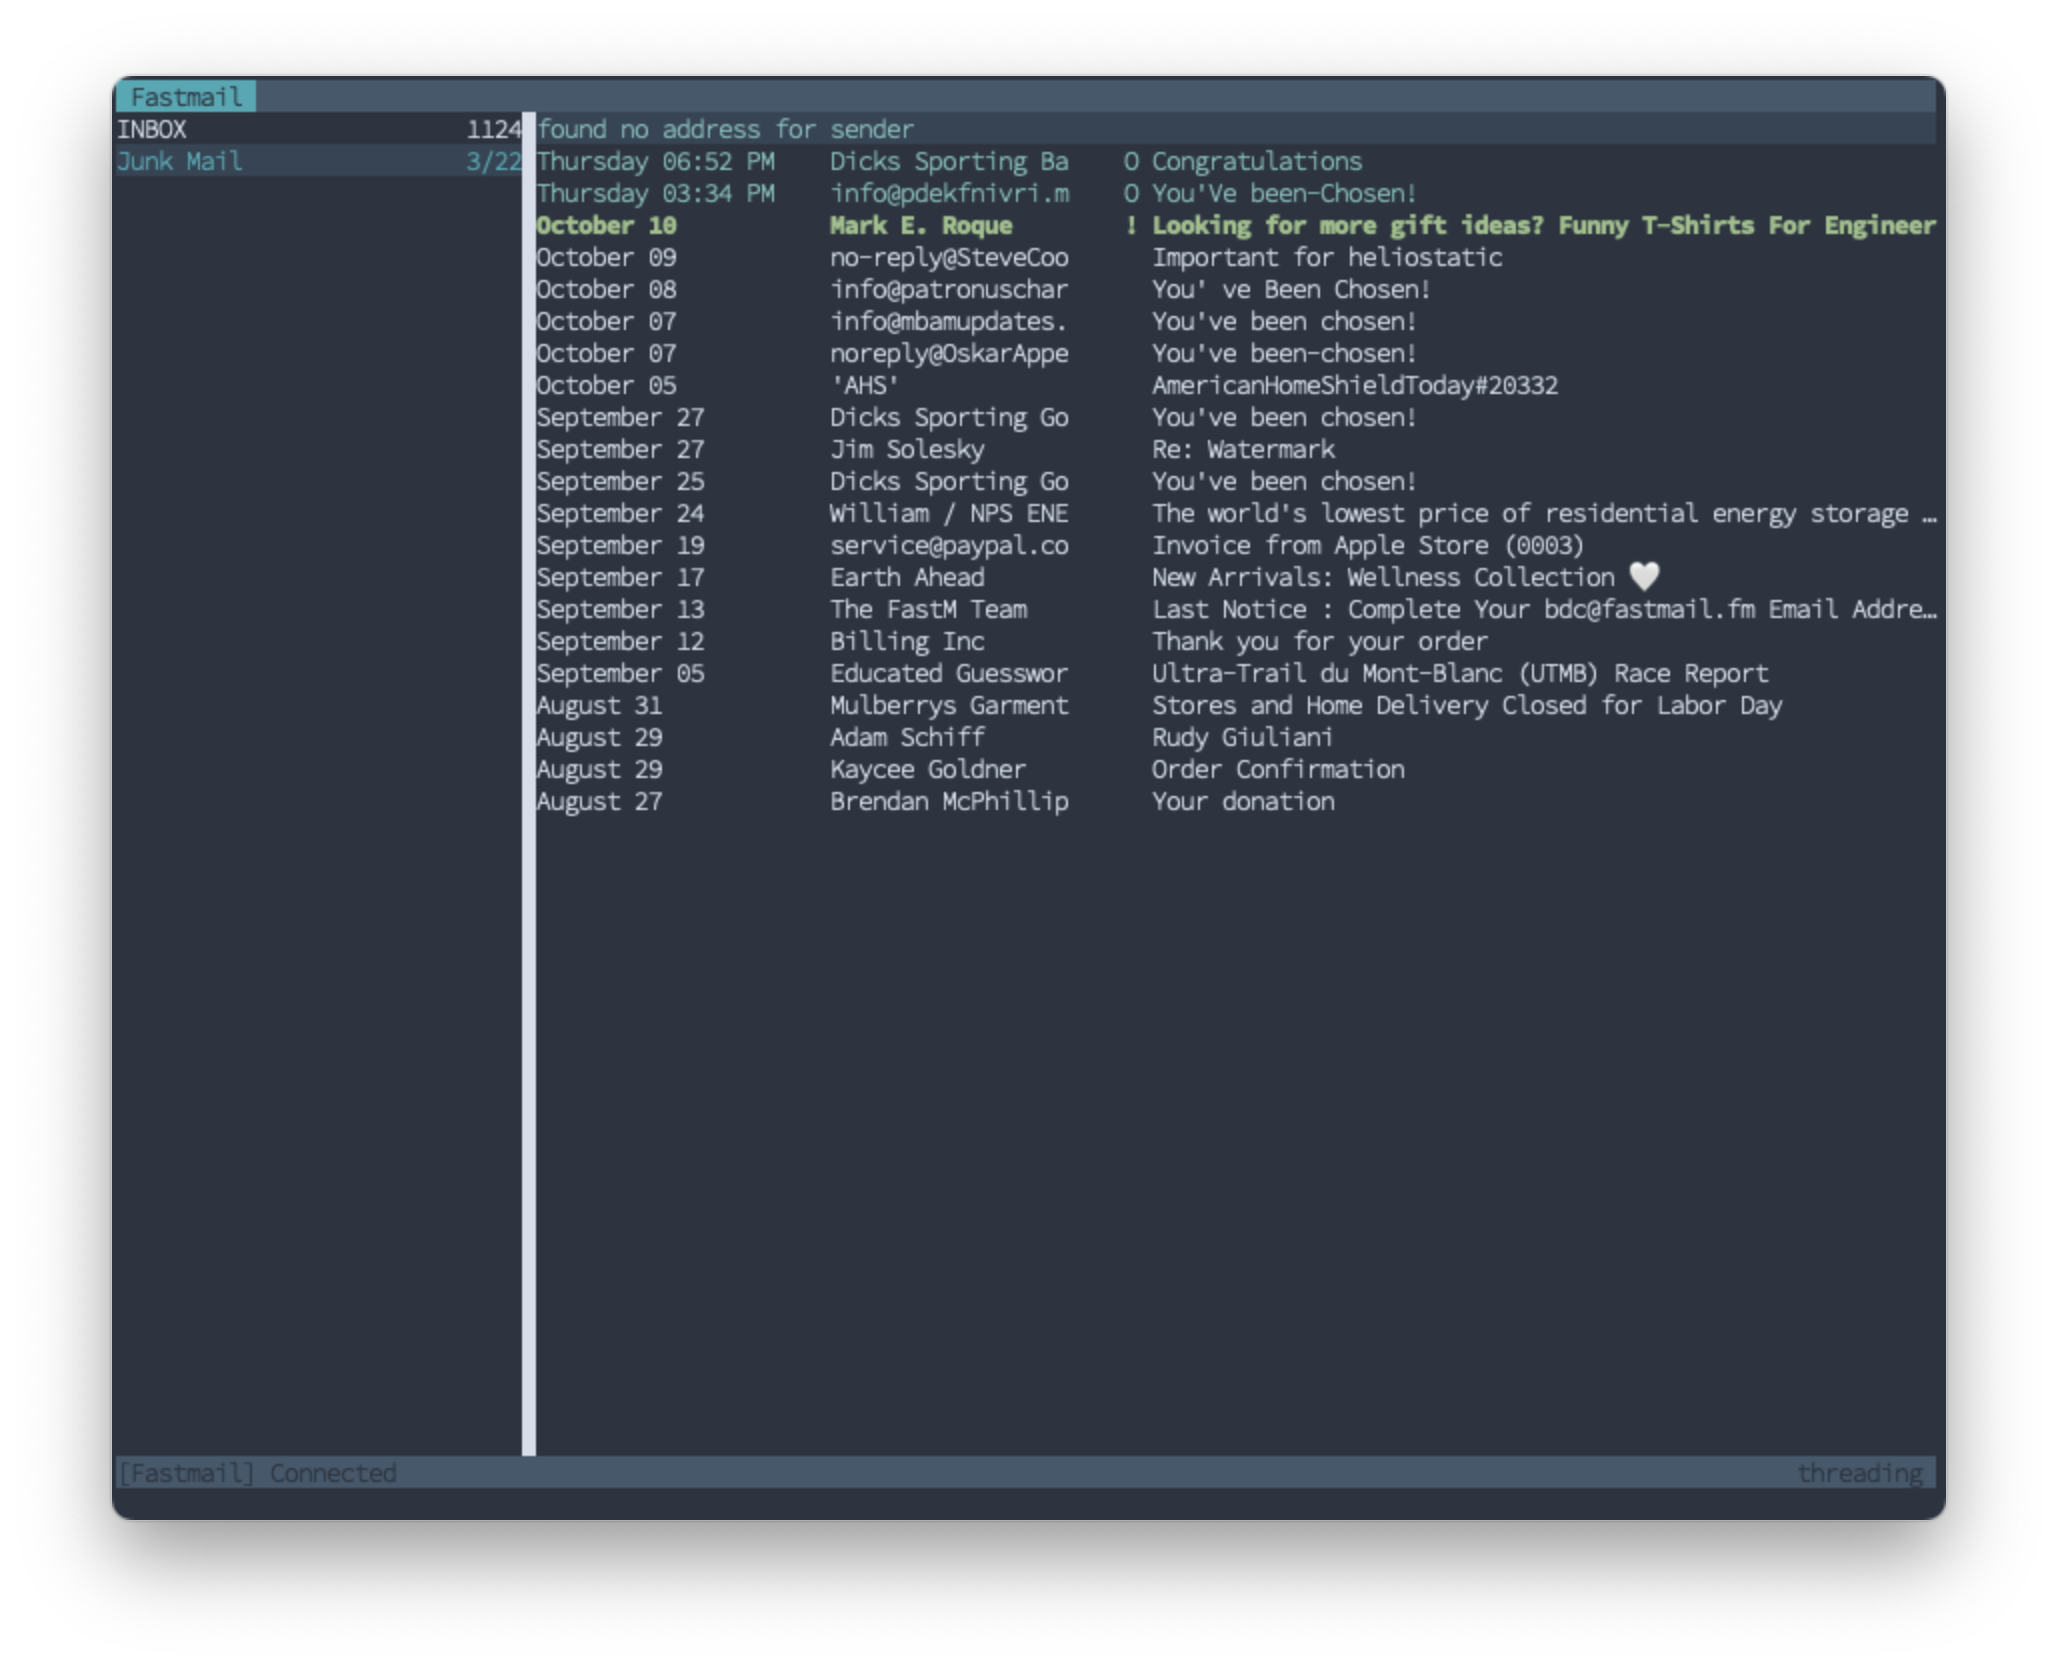 Fastmail
INBOX 1124
Junk Mail 3/22
found no address for sender
Thursday 06:52 PM Dicks Sporting Ba O Congratulations
Thursday 03:34 PM info@pdekfnivri.m O You'Ve been-Chosen!
October 10 Mark E. Roque ! Looking for more gift ideas? Funny T-Shirts For Engineer
October 09 no-reply@SteveCoo Important for heliostatic
October 08 info@patronuschar You' ve Been Chosen!
October 07 info@mbamupdates. You've been chosen!
October 07 noreply@OskarAppe You've been-chosen!
October 05 'AHS' AmericanHomeShieldToday#20332
September 27 Dicks Sporting Go You've been chosen!
September 27 Jim Solesky Re: Watermark
September 25 Dicks Sporting Go You've been chosen!
September 24 William / NPS ENE The world's lowest price of residential energy storage …
September 19 service@paypal.co Invoice from Apple Store (0003)
September 17 Earth Ahead New Arrivals: Wellness Collection 🤍
September 13 The FastM Team Last Notice : Complete Your bdc@fastmail.fm Email Addre…
September 12 Billing Inc Thank you for your order
September 05 Educated Guesswor Ultra-Trail du Mont-Blanc (UTMB) Race Report
August 31 Mulberrys Garment Stores and Home Delivery Closed for Labor Day
August 29 Adam Schiff Rudy Giuliani
August 29 Kaycee Goldner Order Confirmation
August 27 Brendan McPhillip Your donation
[Fastmail] Connected threading